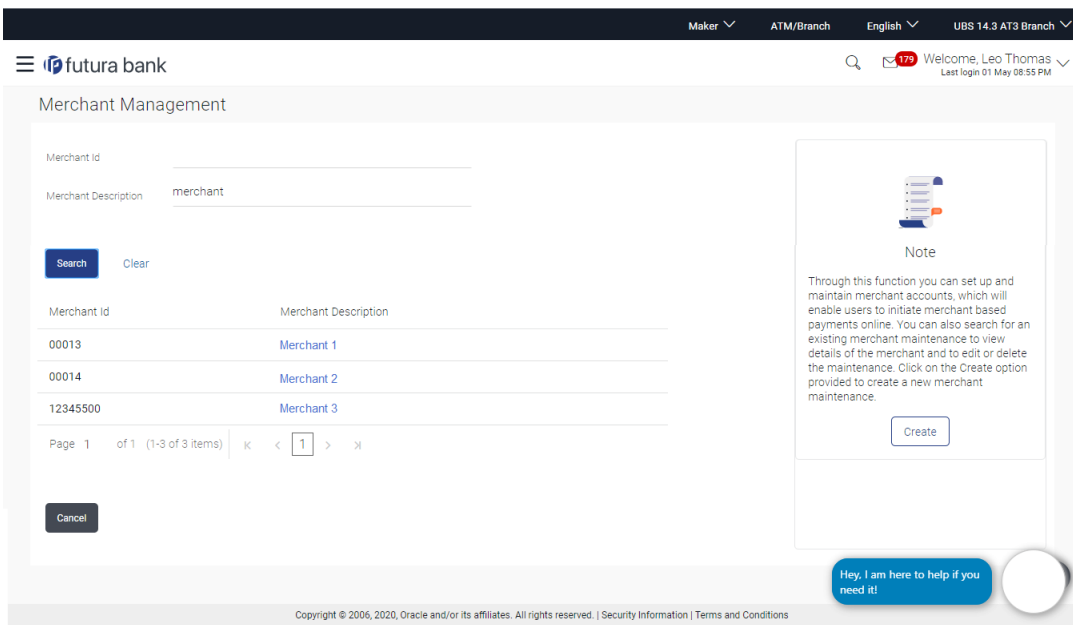 Maker ATM/Branch English UBS 14.3 AT3 Branch
futura bank
179
Welcome, Leo Thomas
Last login 01 May 08:55 PM
Merchant Management
Merchant Id
Merchant Description merchant
Search Clear
Merchant Id Merchant Description
00013 Merchant 1
00014 Merchant 2
12345500 Merchant 3
Page 1 of 1 (1-3 of 3 items) K < 1 > X
Cancel
Note
Through this function you can set up and
maintain merchant accounts, which will
enable users to initiate merchant based
payments online. You can also search for an
existing merchant maintenance to view
details of the merchant and to edit or delete
the maintenance. Click on the Create option
provided to create a new merchant
maintenance.
Create
Hey, I am here to help if you
need it!
Copyright © 2006, 2020, Oracle and/or its affiliates. All rights reserved. | Security Information | Terms and Conditions